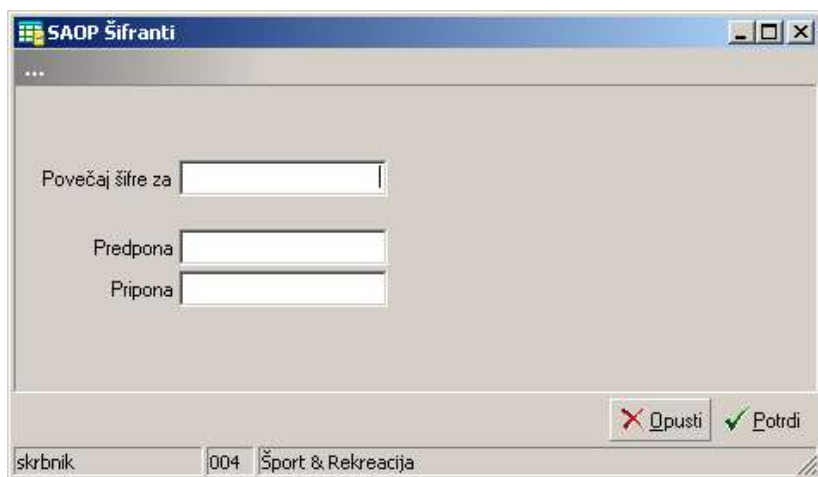 SAOP Šifranti
...
Povečaj šifre za
Predpona
Pripona
Opusti Potrdi
skrbnik 004 Šport & Rekreacija